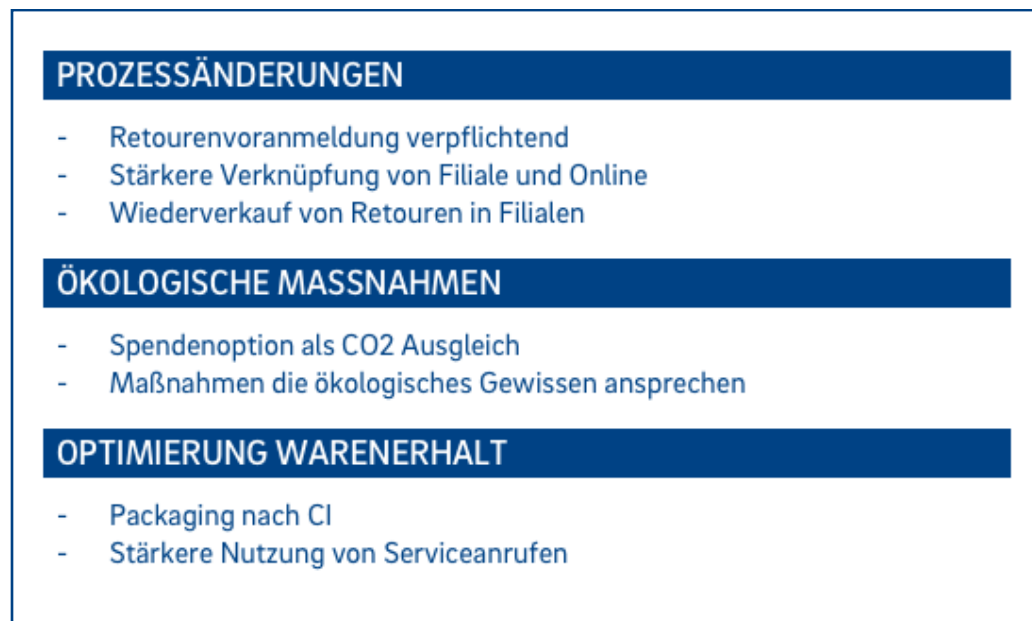 PROZESSÄNDERUNGEN
- Retourenvoranmeldung verpflichtend
- Stärkere Verknüpfung von Filiale und Online
- Wiederverkauf von Retouren in Filialen
ÖKOLOGISCHE MASSNAHMEN
- Spendenoption als CO2 Ausgleich
- Maßnahmen die ökologisches Gewissen ansprechen
OPTIMIERUNG WARENERHALT
- Packaging nach CI
- Stärkere Nutzung von Serviceanrufen